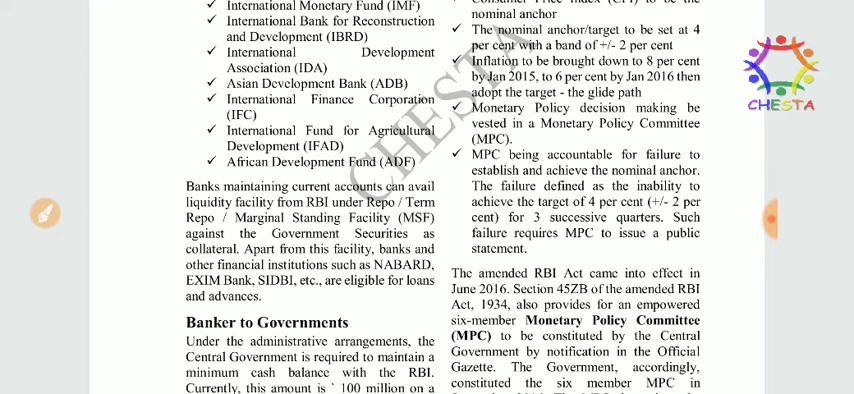 ✓ International Monetary Fund (IMF)
✓ International Bank for Reconstruction
and Development (IBRD)
✓ International Development
Association (IDA)
✓ Asian Development Bank (ADB)
✓ International Finance Corporation
(IFC)
✓ International Fund for Agricultural
Development (IFAD)
✓ African Development Fund (ADF)
Banks maintaining current accounts can avail
liquidity facility from RBI under Repo / Term
Repo / Marginal Standing Facility (MSF)
against the Government Securities as
collateral. Apart from this facility, banks and
other financial institutions such as NABARD,
EXIM Bank, SIDBI, etc., are eligible for loans
and advances.
Banker to Governments
Under the administrative arrangements, the
Central Government is required to maintain a
minimum cash balance with the RBI.
Currently, this amount is ` 100 million on a
✓ Consumer Price Index (CPI) to be the
nominal anchor
✓ The nominal anchor/target to be set at 4
per cent with a band of +/- 2 per cent
✓ Inflation to be brought down to 8 per cent
by Jan 2015, to 6 per cent by Jan 2016 then
adopt the target - the glide path
✓ Monetary Policy decision making be
vested in a Monetary Policy Committee
(MPC).
✓ MPC being accountable for failure to
establish and achieve the nominal anchor.
The failure defined as the inability to
achieve the target of 4 per cent (+/- 2 per
cent) for 3 successive quarters. Such
failure requires MPC to issue a public
statement.
The amended RBI Act came into effect in
June 2016. Section 45ZB of the amended RBI
Act, 1934, also provides for an empowered
six-member Monetary Policy Committee
(MPC) to be constituted by the Central
Government by notification in the Official
Gazette. The Government, accordingly,
constituted the six member MPC in
CHESTA
CHESTA